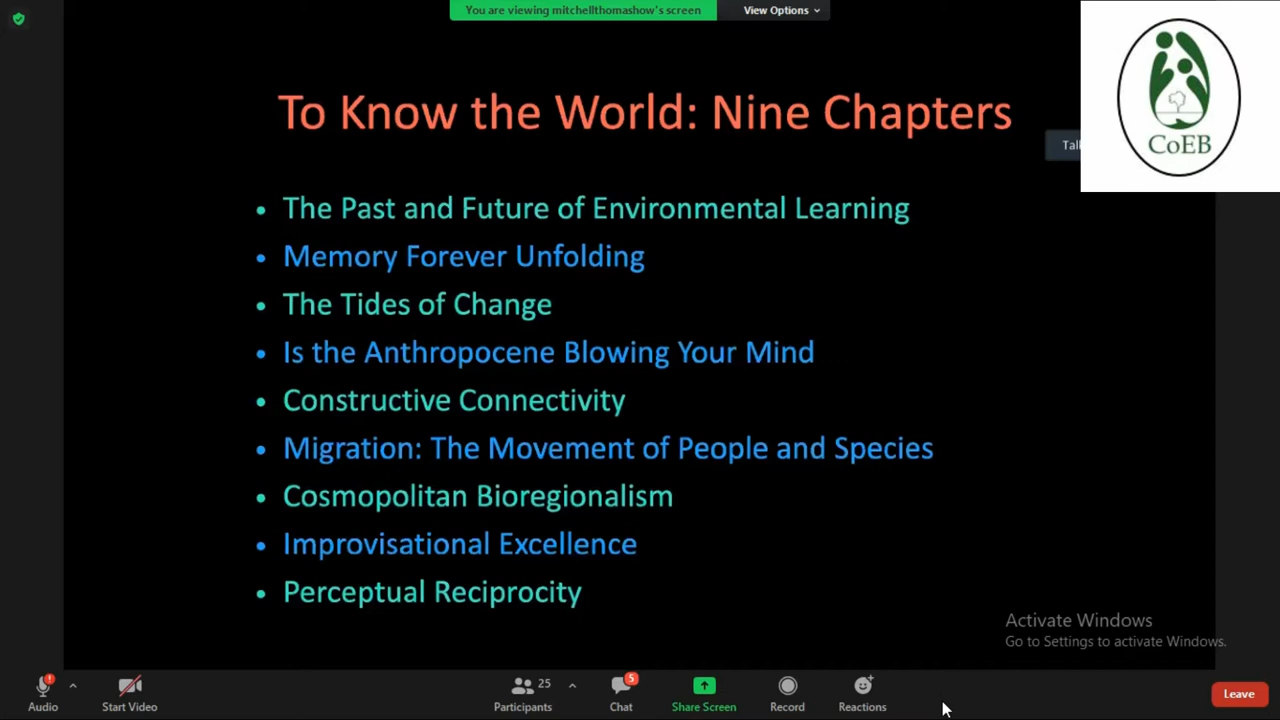 You are viewing mitchellthomashow's screen
View Options
To Know the World: Nine Chapters
CoEB
• The Past and Future of Environmental Learning
• Memory Forever Unfolding
• The Tides of Change
• Is the Anthropocene Blowing Your Mind
• Constructive Connectivity
• Migration: The Movement of People and Species
• Cosmopolitan Bioregionalism
• Improvisational Excellence
• Perceptual Reciprocity
Activate Windows
Go to Settings to activate Windows.
25
5
Audio
Start Video
Participants
Chat
Share Screen
Record
Reactions
Leave